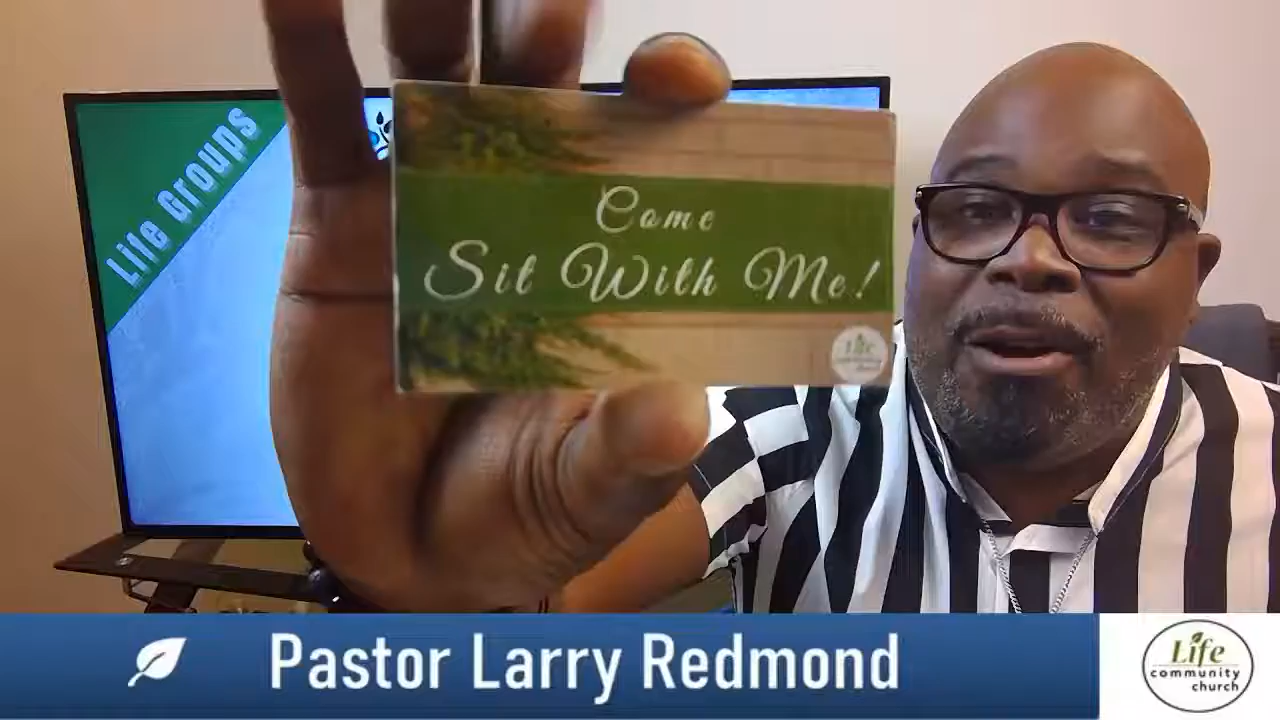 Life Groups
Come
Sit With Me!
Life
community
church
Pastor Larry Redmond
Life
community
church